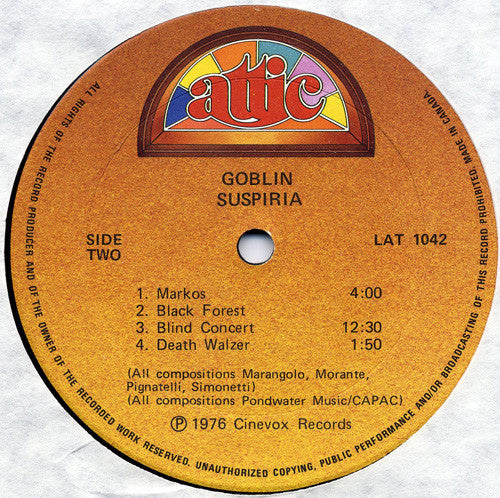 attic
GOBLIN
SUSPIRIA
SIDE
TWO
LAT 1042
1. Markos 4:00
2. Black Forest
3. Blind Concert 12:30
4. Death Walzer 1:50
(All compositions Marangolo, Morante,
Pignatelli, Simonetti)
(All compositions Pondwater Music/CAPAC)
Ⓟ 1976 Cinevox Records
ALL RIGHTS OF THE RECORD PRODUCER AND OF THE OWNER OF THE RECORDED WORK RESERVED. UNAUTHORIZED COPYING, PUBLIC PERFORMANCE AND/OR BROADCASTING OF THIS RECORD PROHIBITED. MADE IN CANADA.